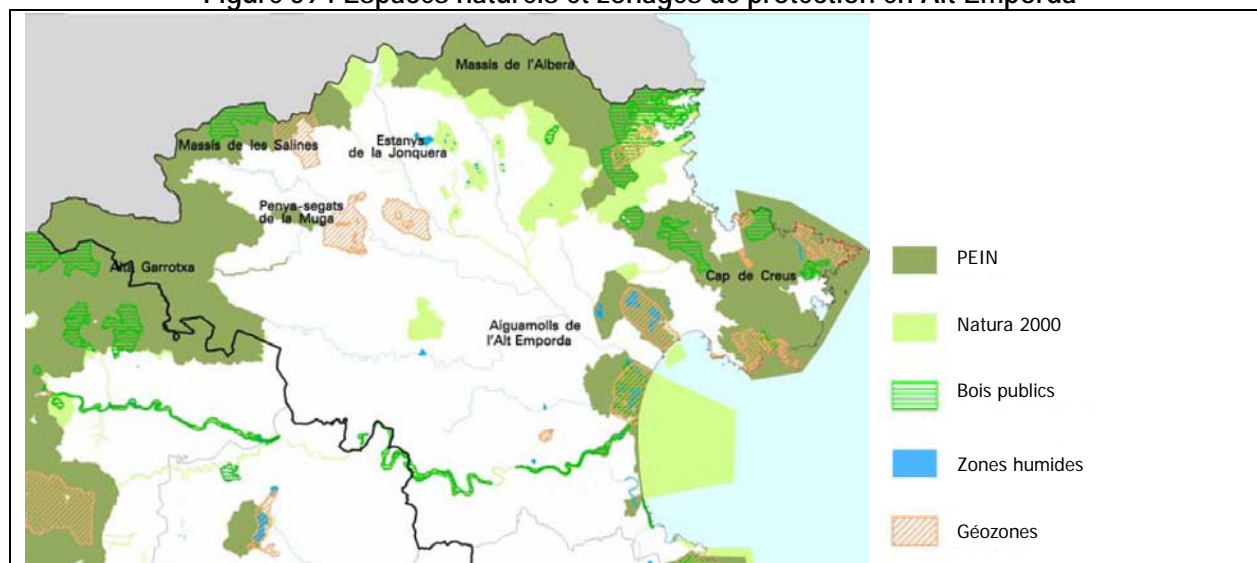 Massis de l'Albera
Massis de les Salines
Estanys
de la Jonquera
Penya-segats
de la Muga
Alta Garrotxa
Cap de Creus
Aiguamolls de
l'Alt Emporda
PEIN
Natura 2000
Bois publics
Zones humides
Géozones